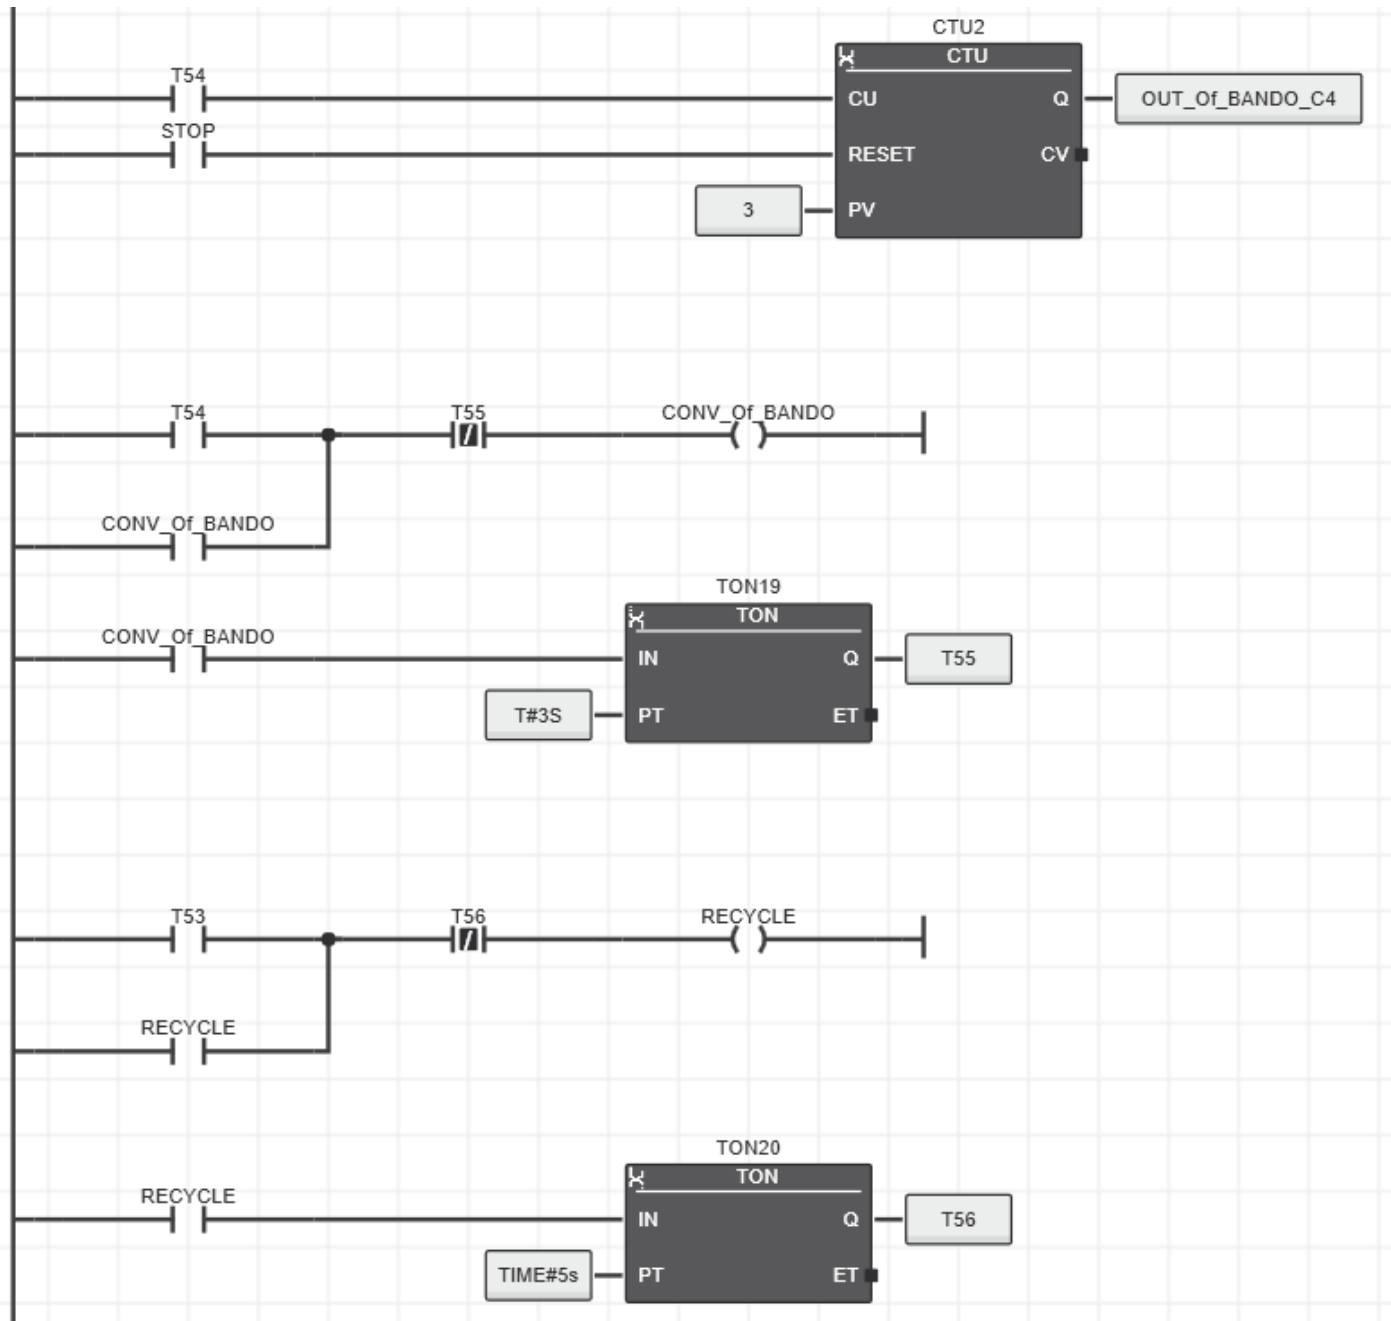 CTU2
T54
CTU
CU
Q
OUT_Of_BANDO_C4
STOP
RESET
CV
3
PV
T54
T55
CONV_Of_BANDO
CONV_Of_BANDO
TON19
CONV_Of_BANDO
TON
IN
Q
T55
T#3S
PT
ET
T53
T56
RECYCLE
RECYCLE
TON20
RECYCLE
TON
IN
Q
T56
TIME#5s
PT
ET